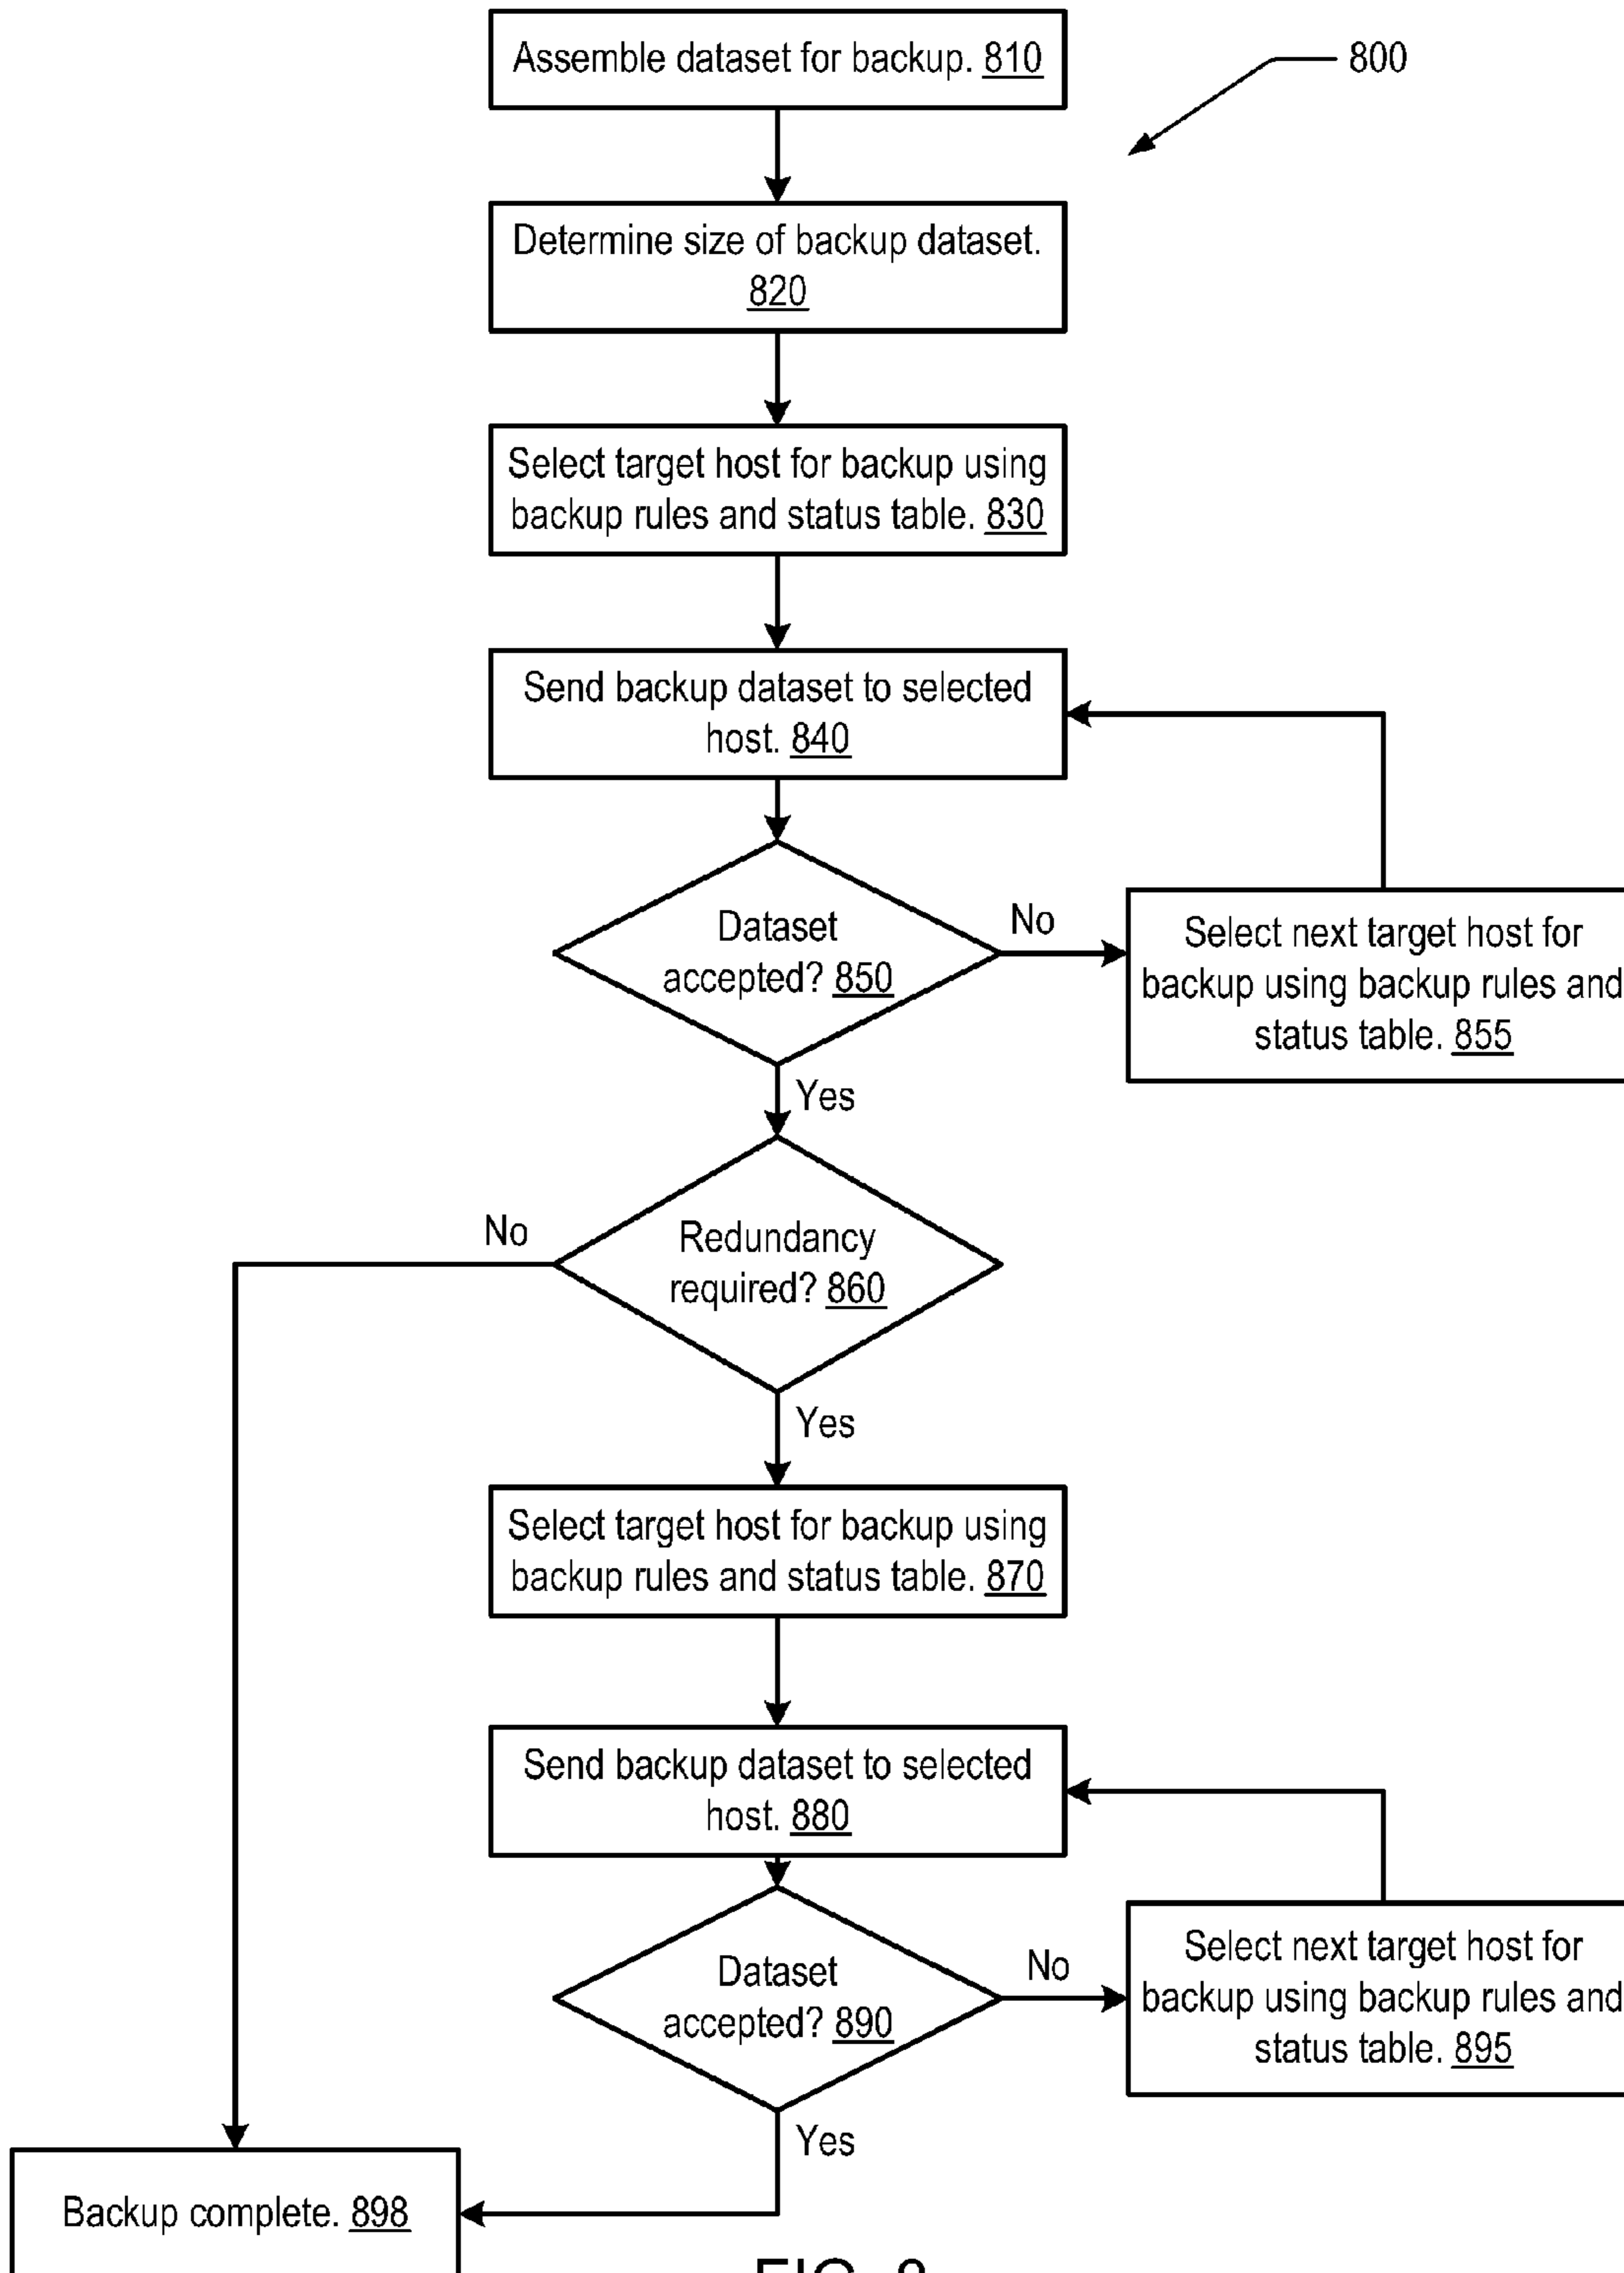 Assemble dataset for backup. 810
800
Determine size of backup dataset.
820
Select target host for backup using
backup rules and status table. 830
Send backup dataset to selected
host. 840
Dataset
accepted? 850
No
Select next target host for
backup using backup rules and
status table. 855
Yes
Redundancy
required? 860
No
Yes
Select target host for backup using
backup rules and status table. 870
Send backup dataset to selected
host. 880
Dataset
accepted? 890
No
Select next target host for
backup using backup rules and
status table. 895
Yes
Backup complete. 898